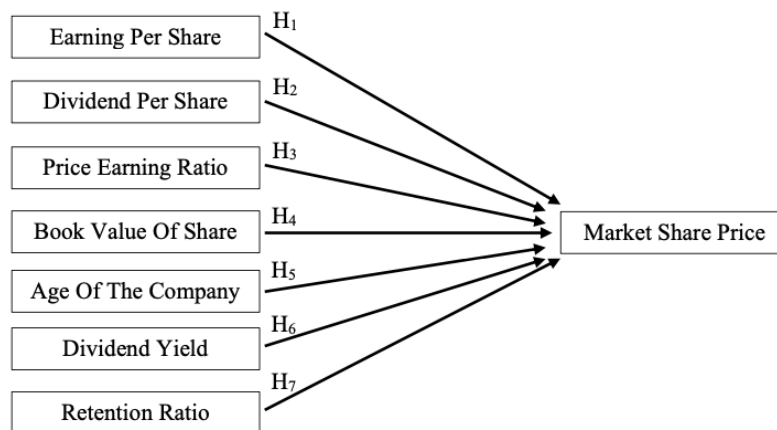 H₁
Earning Per Share
H₂
Dividend Per Share
H₃
Price Earning Ratio
H₄
Book Value Of Share
Market Share Price
H₅
Age Of The Company
H₆
Dividend Yield
H₇
Retention Ratio